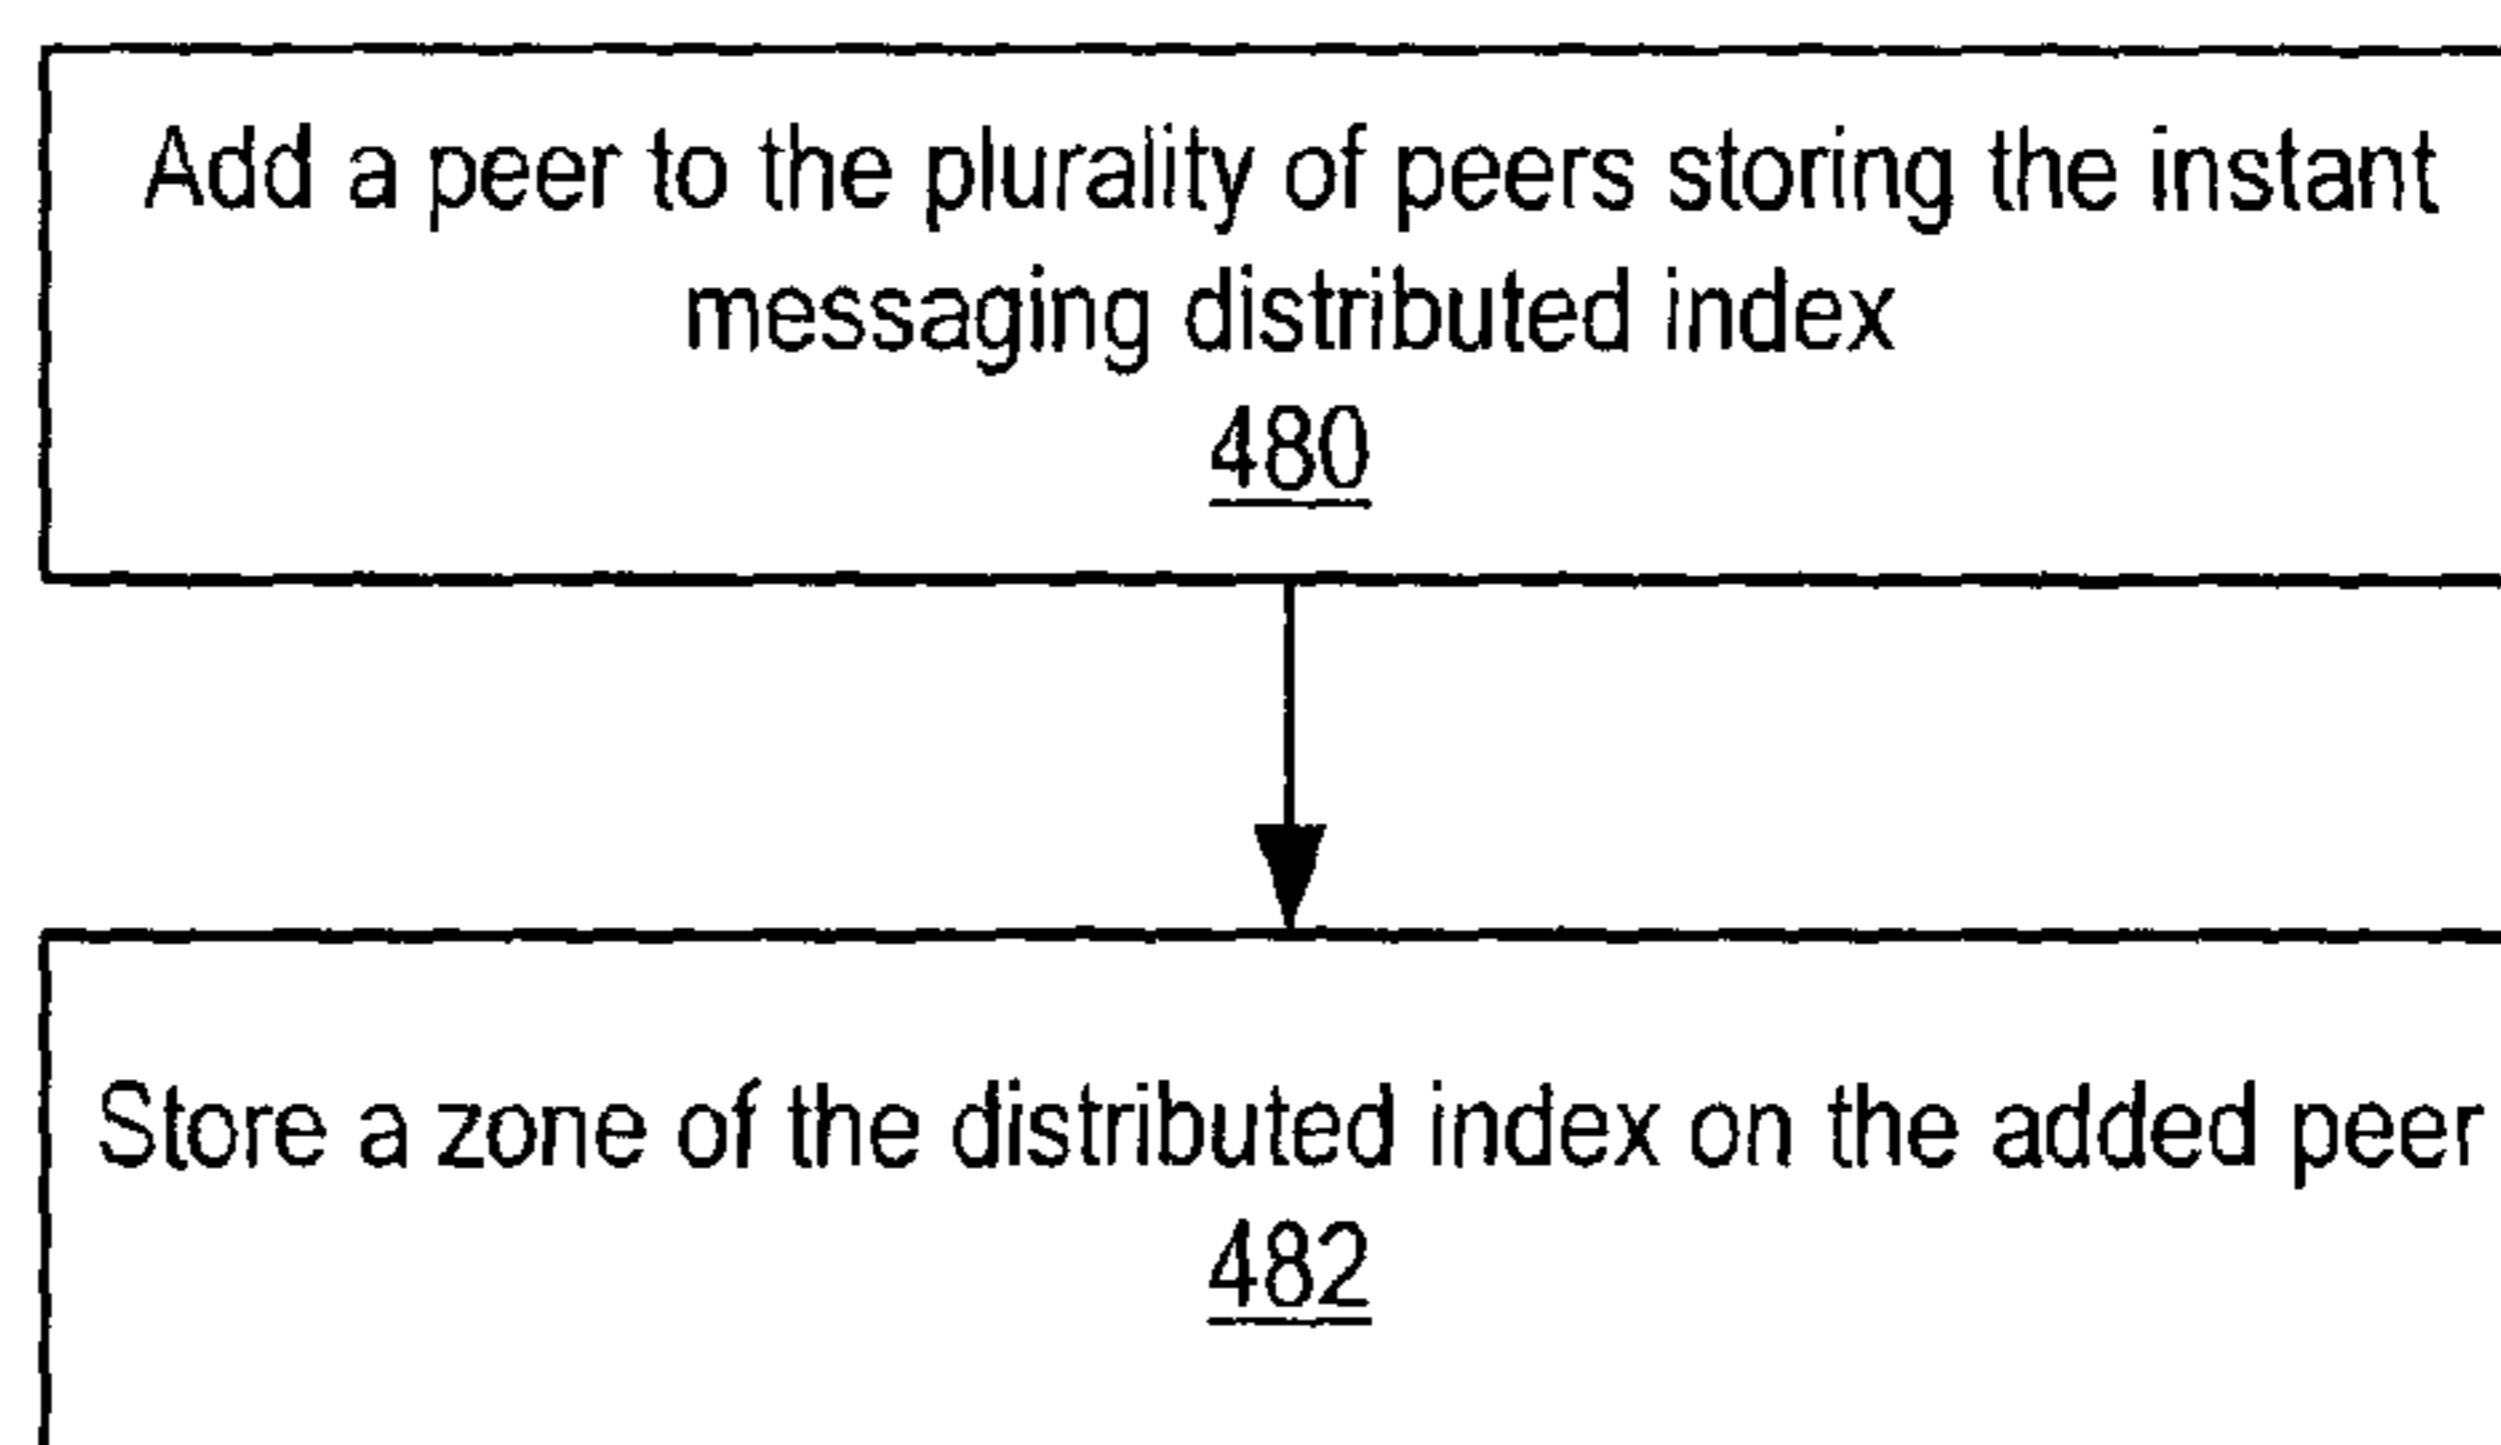 Add a peer to the plurality of peers storing the instant
messaging distributed index
480
Store a zone of the distributed index on the added peer
482